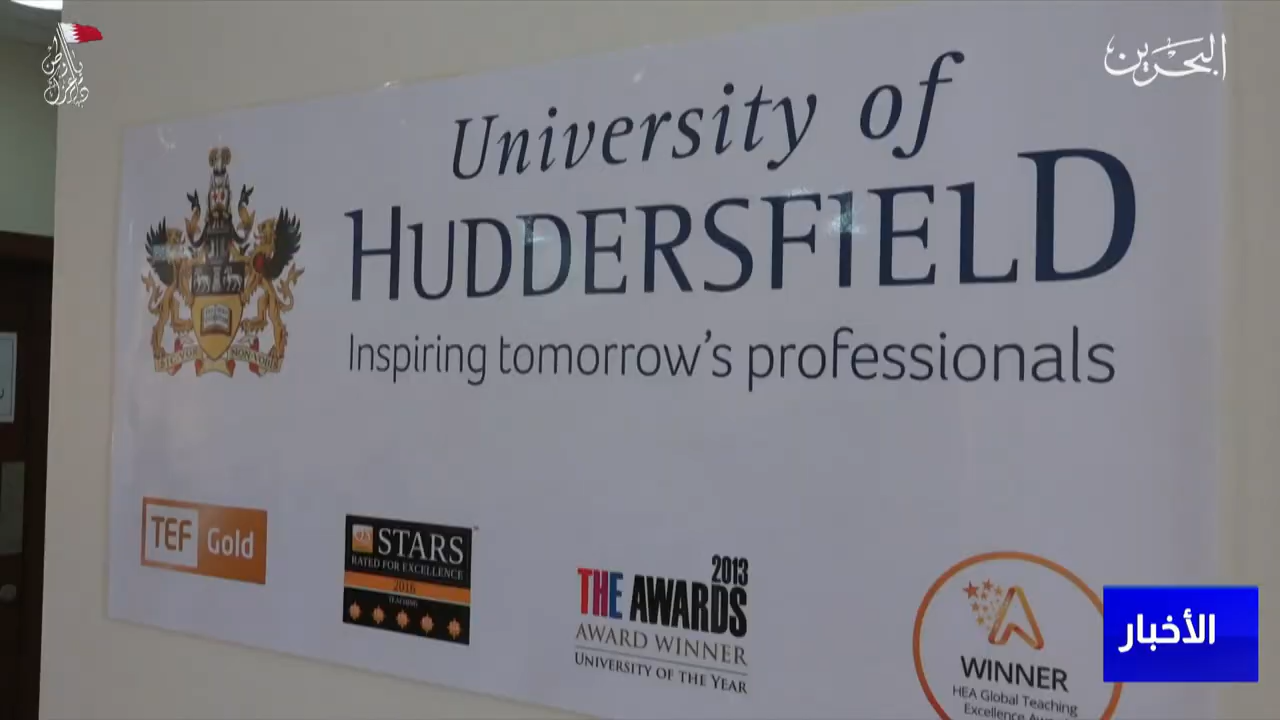 البحرين
University of
HUDDERSFIELD
Inspiring tomorrow's professionals
TEF Gold
STARS
RATED FOR EXCELLENCE
2016
TEACHING
2013
THE AWARDS
AWARD WINNER
UNIVERSITY OF THE YEAR
WINNER
HEA Global Teaching
الأخبار